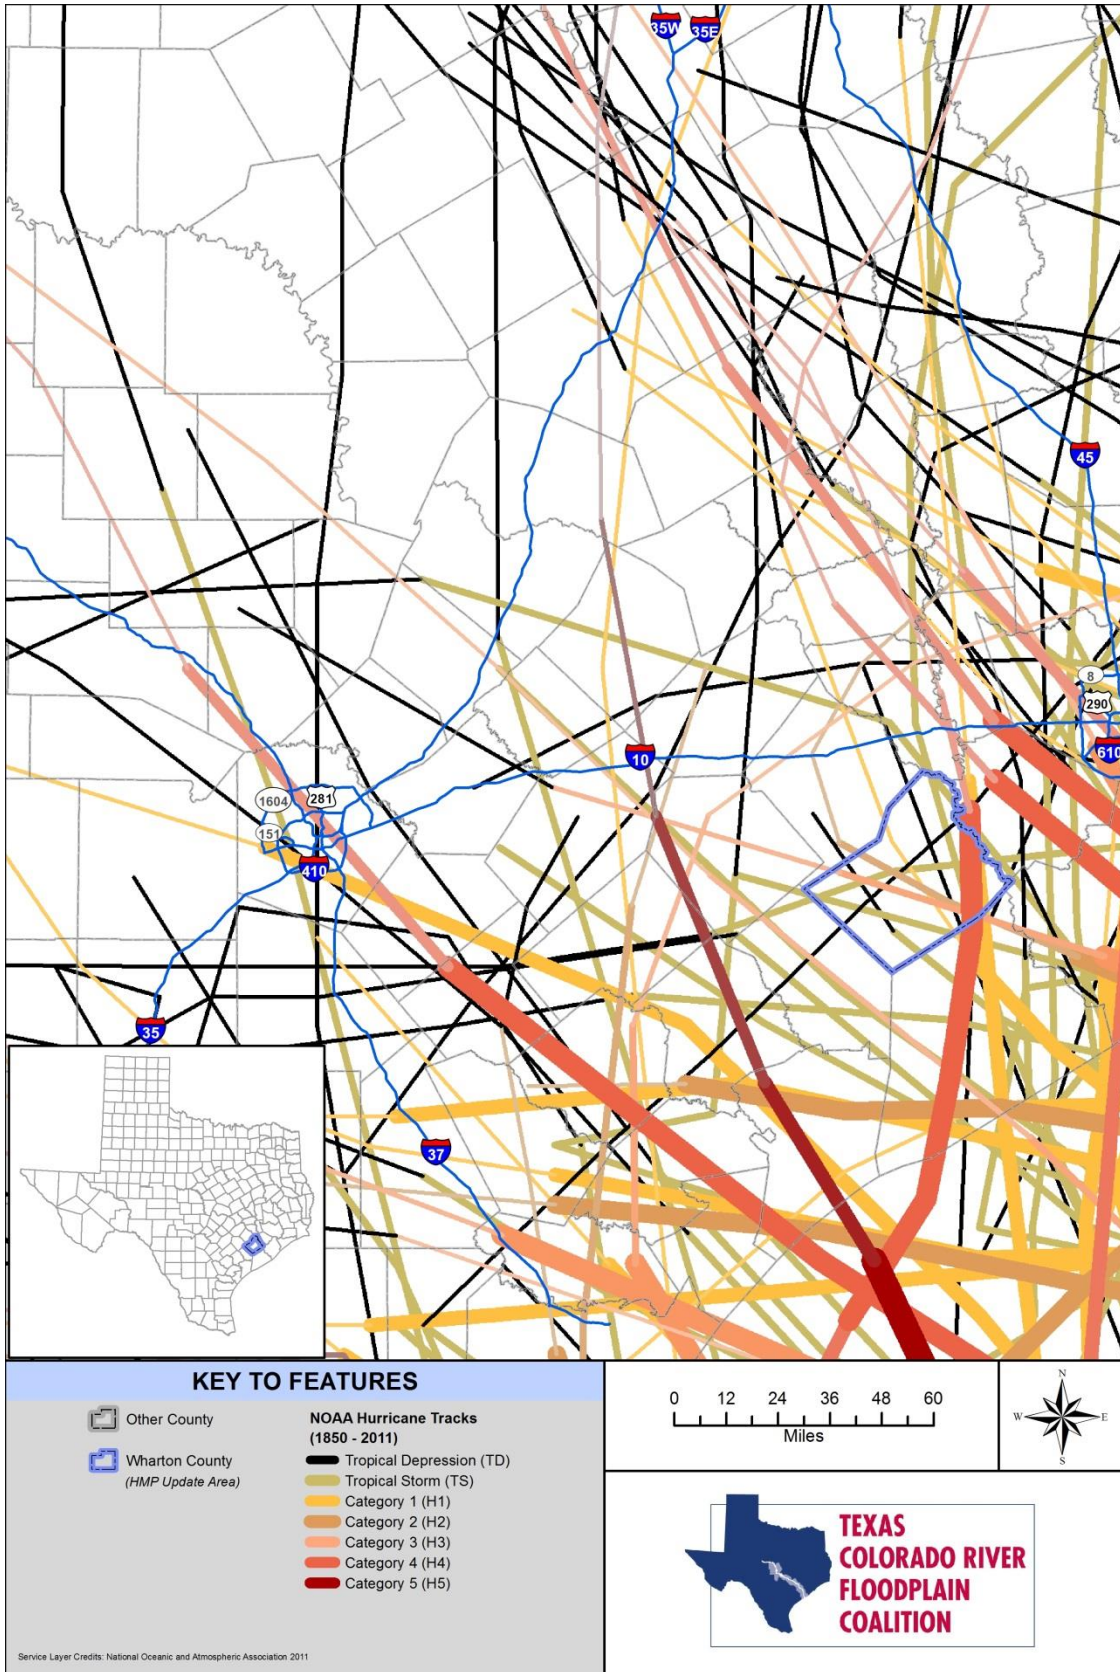 35W
35E
45
8
290
610
10
1604
281
151
410
35
37
KEY TO FEATURES
Other County
Wharton County
(HMP Update Area)
NOAA Hurricane Tracks
(1850 - 2011)
Tropical Depression (TD)
Tropical Storm (TS)
Category 1 (H1)
Category 2 (H2)
Category 3 (H3)
Category 4 (H4)
Category 5 (H5)
Service Layer Credits: National Oceanic and Atmospheric Association 2011
0 12 24 36 48 60
Miles
N
W E
S
TEXAS
COLORADO RIVER
FLOODPLAIN
COALITION